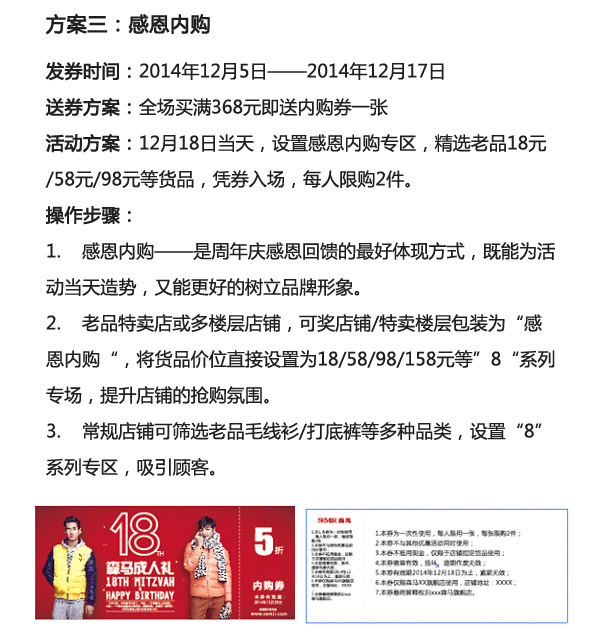 方案三：感恩内购
发券时间：2014年12月5日——2014年12月17日
送券方案：全场买满368元即送内购券一张
活动方案：12月18日当天，设置感恩内购专区，精选老品18元
/58元/98元等货品，凭券入场，每人限购2件。
操作步骤：
1. 感恩内购——是周年庆感恩回馈的最好体现方式，既能为活
动当天造势，又能更好的树立品牌形象。
2. 老品特卖店或多楼层店铺，可奖店铺/特卖楼层包装为“感
恩内购“，将货品价位直接设置为18/58/98/158元等”8“系列
专场，提升店铺的抢购氛围。
3. 常规店铺可筛选老品毛线衫/打底裤等多种品类，设置“8”
系列专区，吸引顾客。
18TH
森马成人礼
18TH MITZVAH
HAPPY BIRTHDAY
5折
内购券
1.本券为一次性使用，每人限用一张，每张限购2件；
2.本券不与其他优惠活动同时使用；
3.本券不抵用现金，仅限于店铺指定货品使用；
4.本券盖章有效，损坏，逾期作废无效；
5.本券有效期2014年12月18日为止，逾期无效；
6.本券仅限森马XX旗舰店使用，店铺地址：XXXX；
7.本券最终解释权归xxx森马旗舰店。